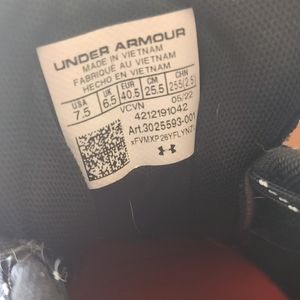 UNDER ARMOUR
MADE IN VIETNAM
FABRIQUÉ AU VIETNAM
HECHO EN VIETNAM
USA UK EUR CM CHN
7.5 6.5 40.5 25.5 255(2.5)
VCVN 05/22
4212191042
Art.3025593-001